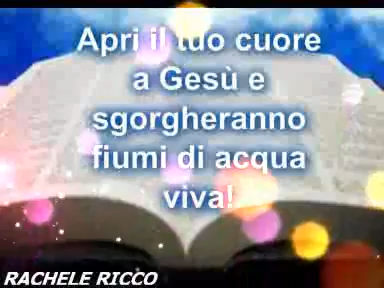 Apri il tuo cuore
a Gesù e
sgorgheranno
fiumi di acqua
viva!
RACHELE RICCO